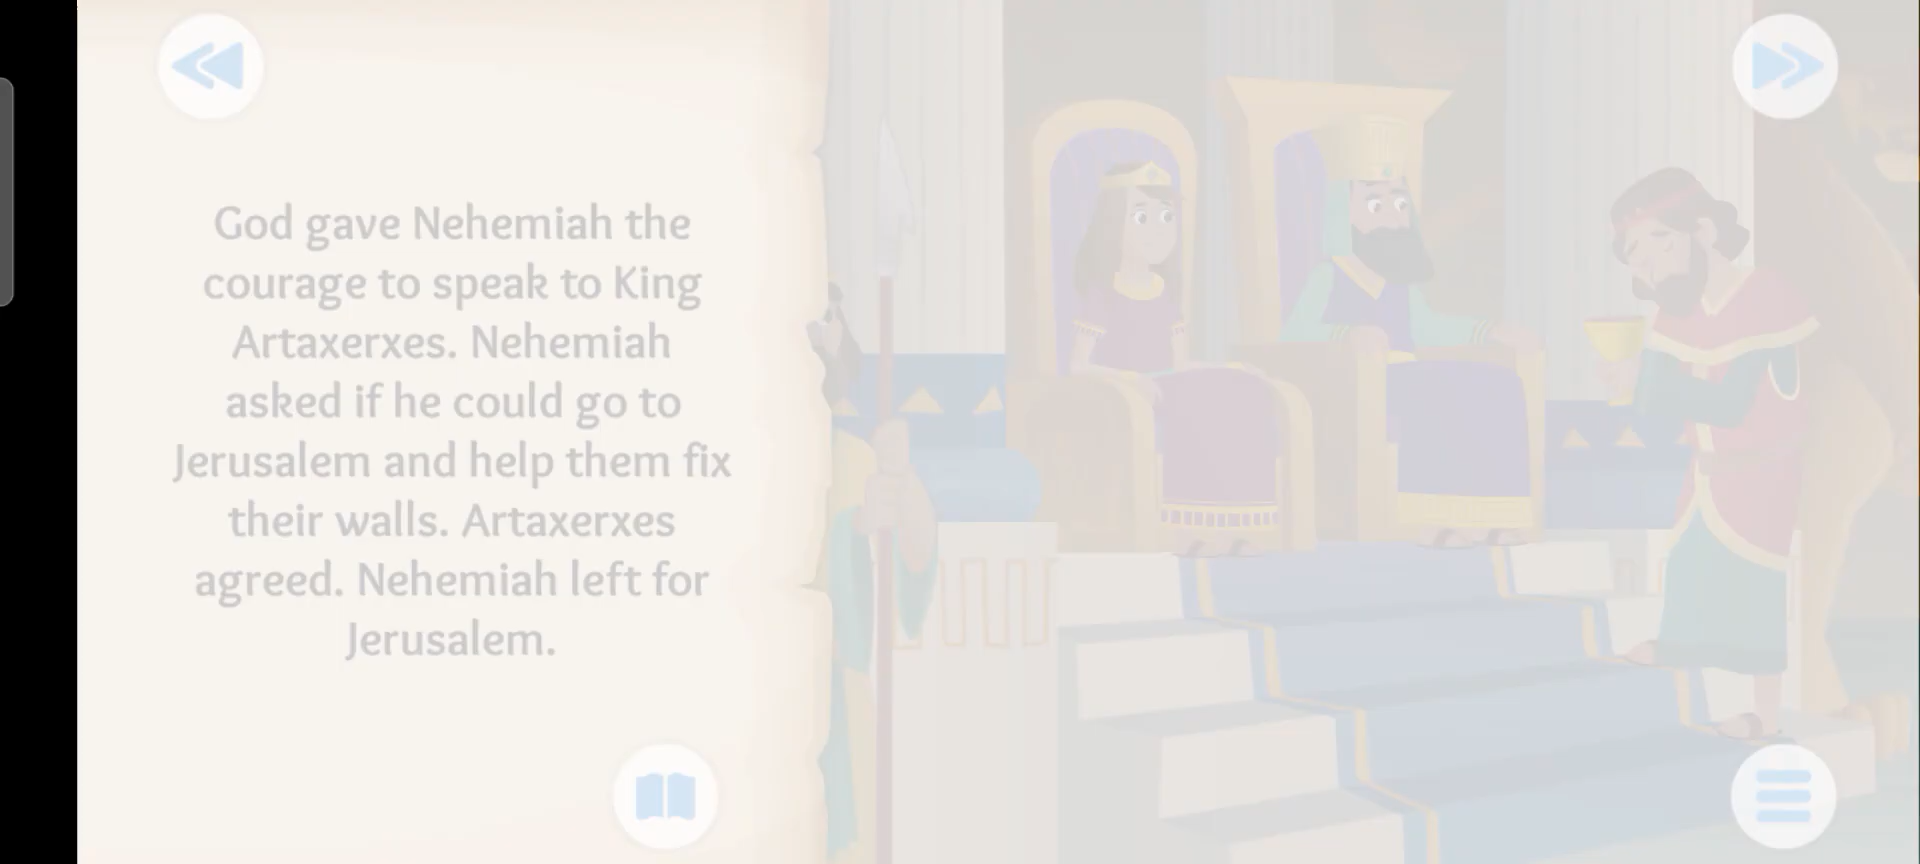 God gave Nehemiah the
courage to speak to King
Artaxerxes. Nehemiah
asked if he could go to
Jerusalem and help them fix
their walls. Artaxerxes
agreed. Nehemiah left for
Jerusalem.